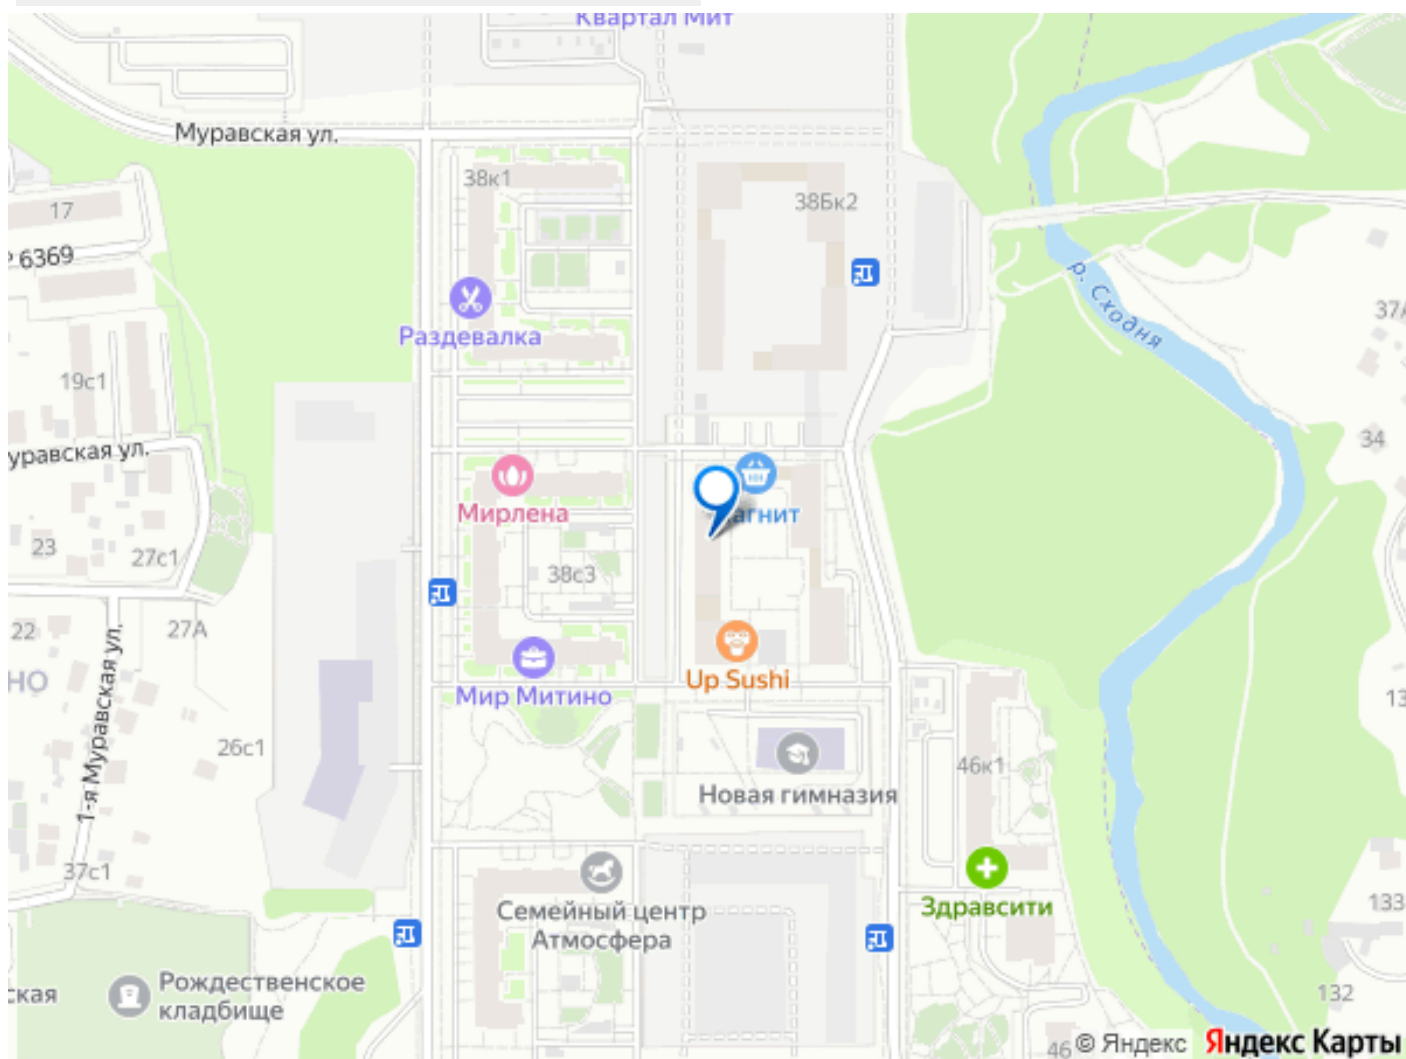 Квартал Мит
Муравская ул.
38к1
38Бк2
17
6369
р. Сходня
37А
Раздевалка
19с1
34
уравская ул.
Мирлена
агнит
23
27с1
38с3
22
27А
НО
Up Sushi
Мир Митино
1-я Муравская ул.
13
26с1
46к1
Новая гимназия
37с1
Здравсити
133
Семейный центр
Атмосфера
Рождественское
кладбище
ская
132
46
© Яндекс
Яндекс Карты